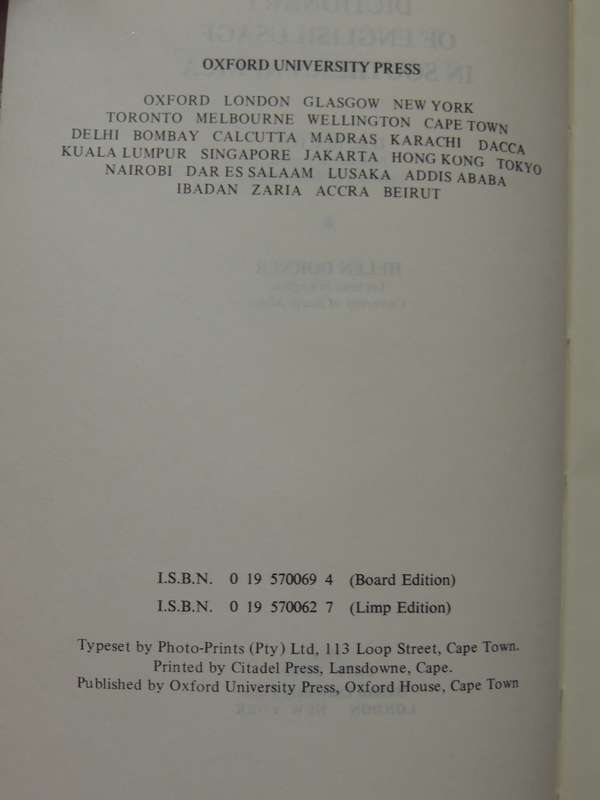 OXFORD UNIVERSITY PRESS
OXFORD LONDON GLASGOW NEW YORK
TORONTO MELBOURNE WELLINGTON CAPE TOWN
DELHI BOMBAY CALCUTTA MADRAS KARACHI DACCA
KUALA LUMPUR SINGAPORE JAKARTA HONG KONG TOKYO
NAIROBI DAR ES SALAAM LUSAKA ADDIS ABABA
IBADAN ZARIA ACCRA BEIRUT
I.S.B.N. 0 19 570069 4 (Board Edition)
I.S.B.N. 0 19 570062 7 (Limp Edition)
Typeset by Photo-Prints (Pty) Ltd, 113 Loop Street, Cape Town.
Printed by Citadel Press, Lansdowne, Cape.
Published by Oxford University Press, Oxford House, Cape Town